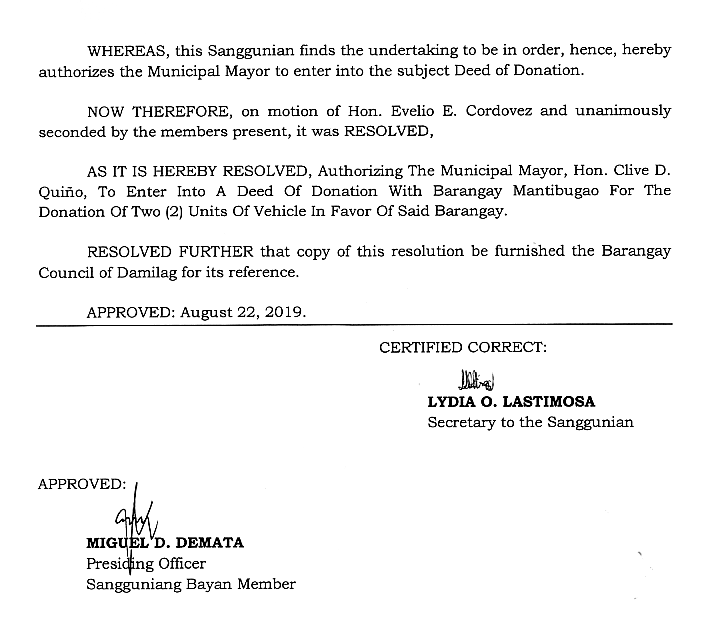 WHEREAS, this Sanggunian finds the undertaking to be in order, hence, hereby
authorizes the Municipal Mayor to enter into the subject Deed of Donation.
NOW THEREFORE, on motion of Hon. Evelio E. Cordovez and unanimously
seconded by the members present, it was RESOLVED,
AS IT IS HEREBY RESOLVED, Authorizing The Municipal Mayor, Hon. Clive D.
Quiño, To Enter Into A Deed Of Donation With Barangay Mantibugao For The
Donation Of Two (2) Units Of Vehicle In Favor Of Said Barangay.
RESOLVED FURTHER that copy of this resolution be furnished the Barangay
Council of Damilag for its reference.
APPROVED: August 22, 2019.
CERTIFIED CORRECT:
LYDIA O. LASTIMOSA
Secretary to the Sanggunian
APPROVED:
MIGUEL D. DEMATA
Presiding Officer
Sangguniang Bayan Member